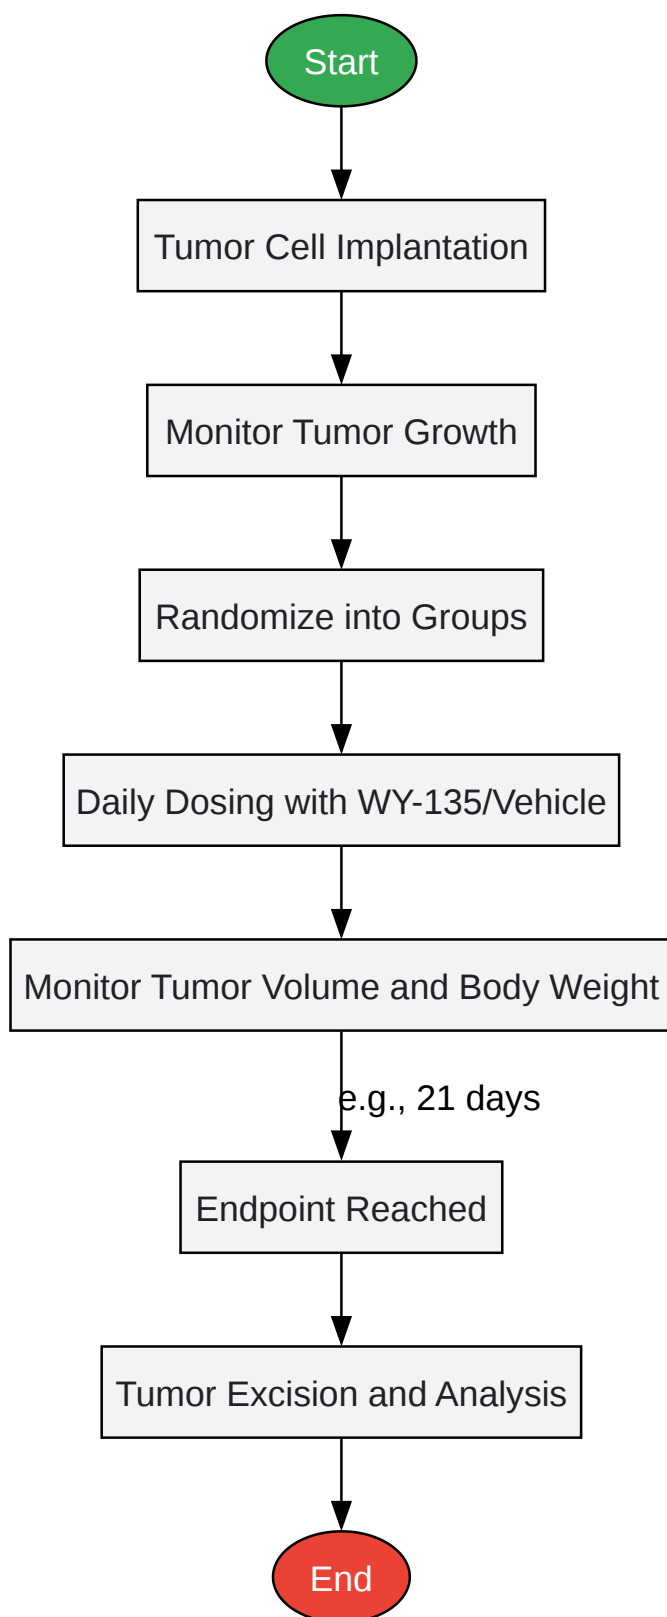 Start
Tumor Cell Implantation
Monitor Tumor Growth
Randomize into Groups
Daily Dosing with WY-135/Vehicle
Monitor Tumor Volume and Body Weight
e.g., 21 days
Endpoint Reached
Tumor Excision and Analysis
End